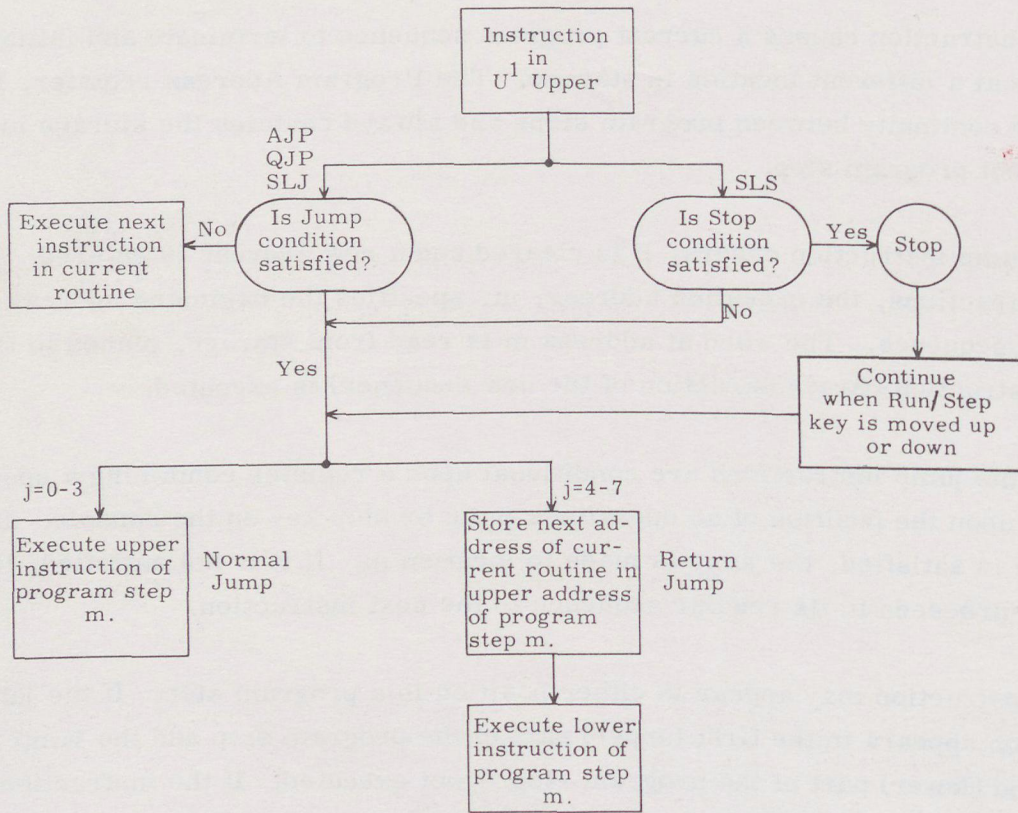 Instruction
in
U¹ Upper
AJP
QJP
SLJ
SLS
Execute next
instruction
in current
routine
No
Is Jump
condition
satisfied?
Is Stop
condition
satisfied?
Yes
Stop
No
Yes
Continue
when Run/Step
key is moved up
or down
j=0-3
j=4-7
Execute upper
instruction of
program step
m.
Normal
Jump
Store next ad-
dress of cur-
rent routine in
upper address
of program
step m.
Return
Jump
Execute lower
instruction of
program step
m.